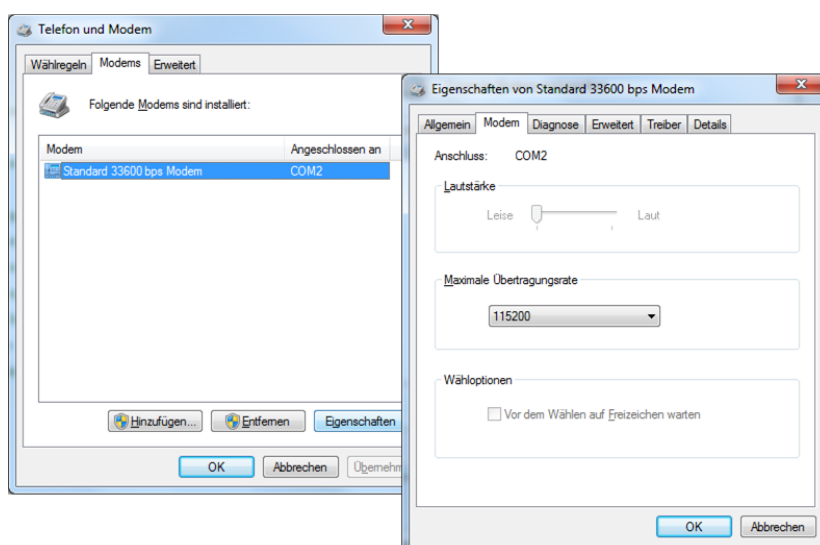 Telefon und Modem
Wählregeln Modems Erweitert
Folgende Modems sind installiert:
Modem Angeschlossen an
Standard 33600 bps Modem COM2
Hinzufügen... Entfernen Eigenschaften
OK Abbrechen Übernehm
Eigenschaften von Standard 33600 bps Modem
Allgemein Modem Diagnose Erweitert Treiber Details
Anschluss: COM2
Lautstärke
Leise Laut
Maximale Übertragungsrate
115200
Wähloptionen
Vor dem Wählen auf Freizeichen warten
OK Abbrechen